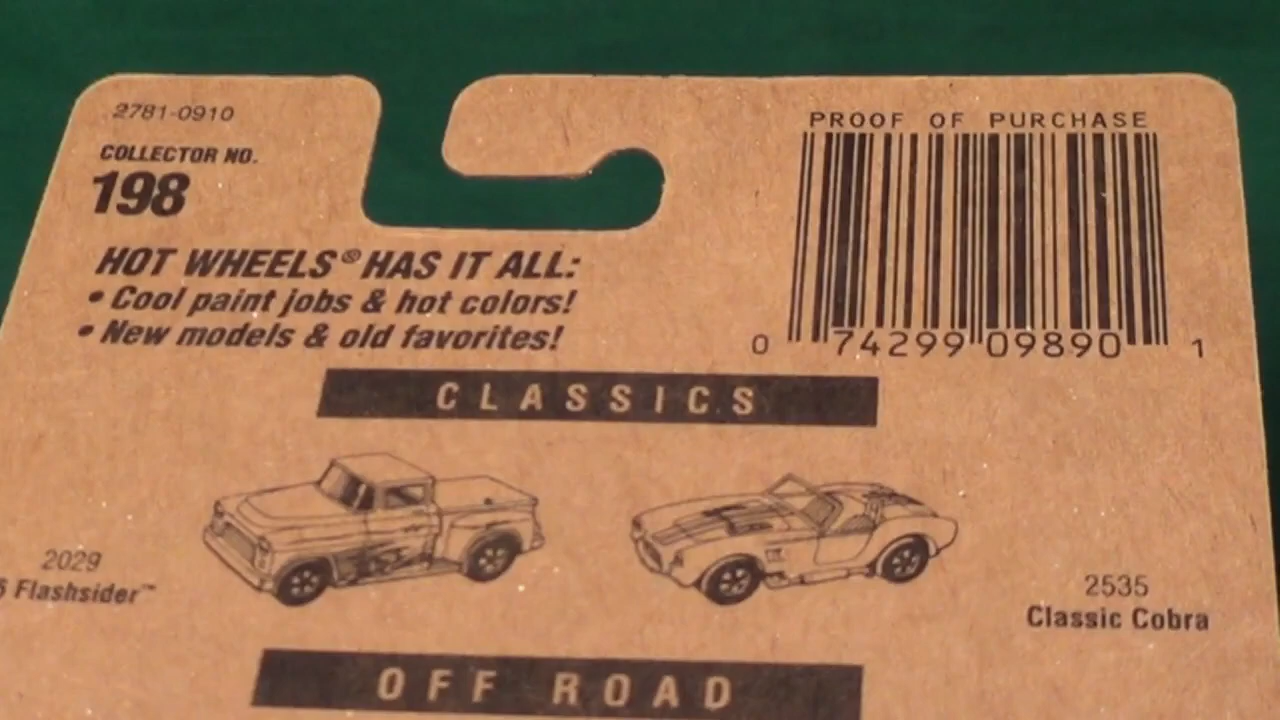 2781-0910
COLLECTOR NO.
198
PROOF OF PURCHASE
0 74299 09890 1
HOT WHEELS® HAS IT ALL:
• Cool paint jobs & hot colors!
• New models & old favorites!
CLASSICS
2029
Flashsider™
2535
Classic Cobra
OFF ROAD